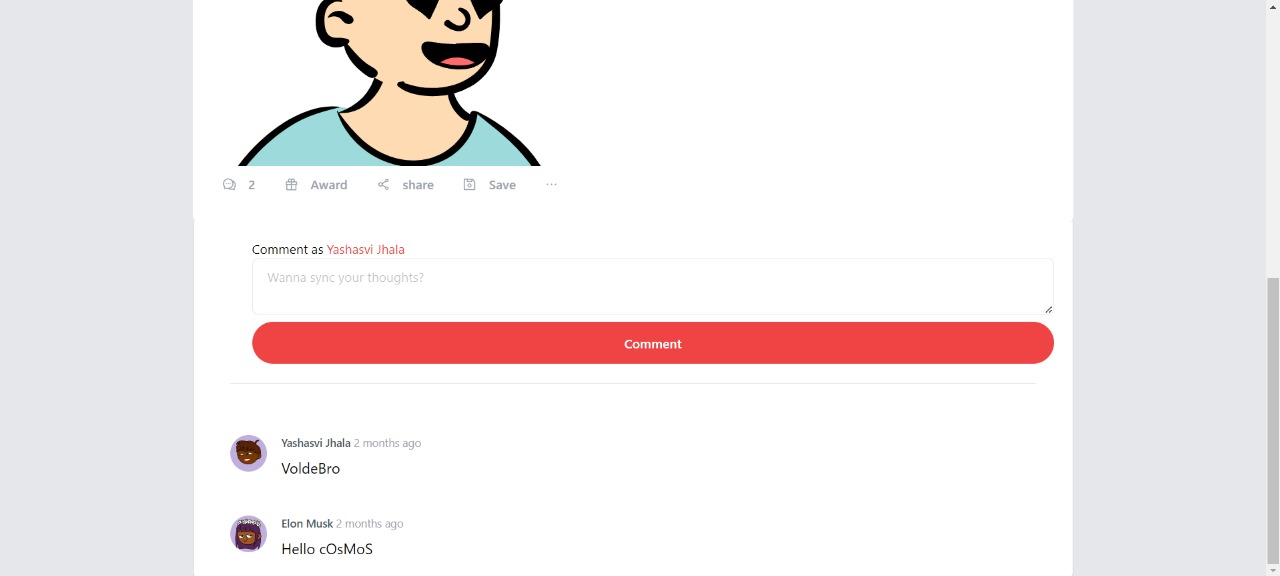 2 Award share Save ...
Comment as Yashasvi Jhala
Wanna sync your thoughts?
Comment
Yashasvi Jhala 2 months ago
VoldeBro
Elon Musk 2 months ago
Hello cOsMoS